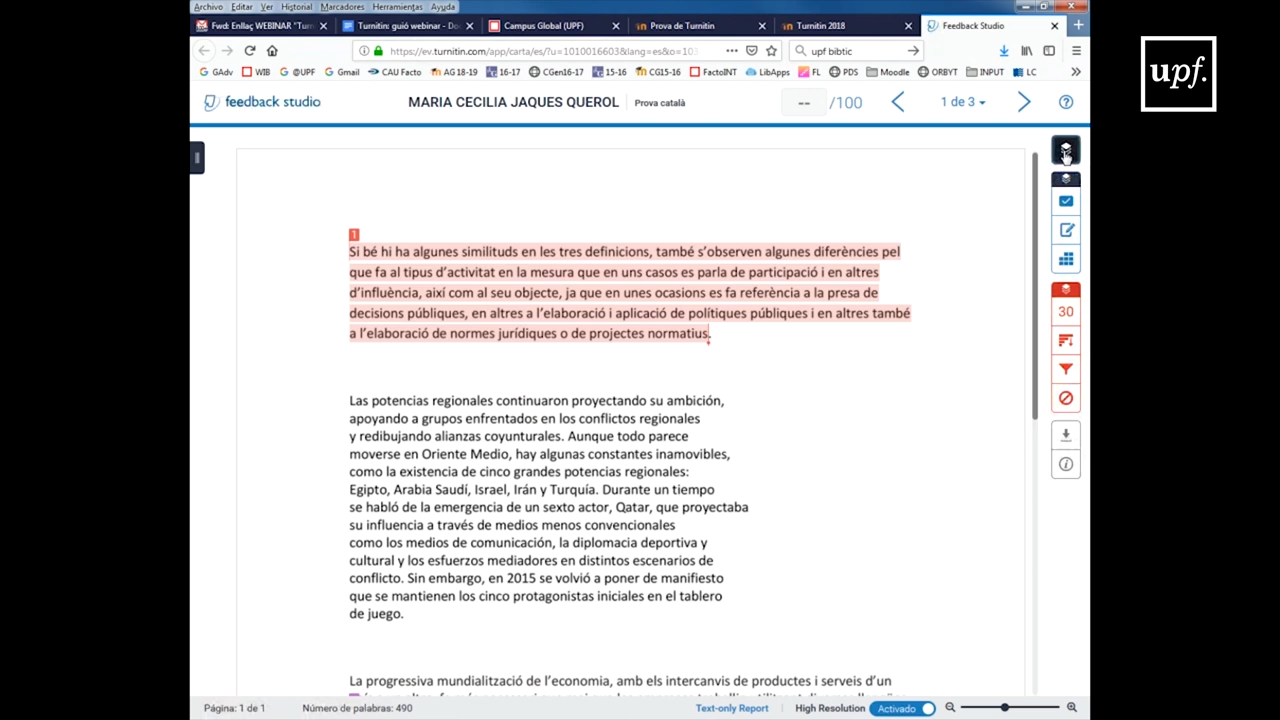 Archivo Editar Ver Historial Marcadores Herramientas Ayuda
Fwd: Enllaç WEBINAR "Turr Turnitin: guió webinar - Do Campus Global (UPF) Prova de Turnitin Turnitin 2018 Feedback Studio
https://ev.turnitin.com/app/carta/es/?u=1010016603&lang=es&o=10 upf bibtic
GAdv WIB @UPF Gmail CAU Facto AG 18-19 16-17 CGen16-17 15-16 CG15-16 FactoINT LibApps FL PDS Moodle ORBYT INPUT LC
upf.
feedback studio MARIA CECILIA JAQUES QUEROL Prova català -- /100 1 de 3
1
Si bé hi ha algunes similituds en les tres definicions, també s'observen algunes diferències pel
que fa al tipus d'activitat en la mesura que en uns casos es parla de participació i en altres
d'influència, així com al seu objecte, ja que en unes ocasions es fa referència a la presa de
decisions públiques, en altres a l'elaboració i aplicació de polítiques públiques i en altres també
a l'elaboració de normes jurídiques o de projectes normatius.
30
Las potencias regionales continuaron proyectando su ambición,
apoyando a grupos enfrentados en los conflictos regionales
y redibujando alianzas coyunturales. Aunque todo parece
moverse en Oriente Medio, hay algunas constantes inamovibles,
como la existencia de cinco grandes potencias regionales:
Egipto, Arabia Saudí, Israel, Irán y Turquía. Durante un tiempo
se habló de la emergencia de un sexto actor, Qatar, que proyectaba
su influencia a través de medios menos convencionales
como los medios de comunicación, la diplomacia deportiva y
cultural y los esfuerzos mediadores en distintos escenarios de
conflicto. Sin embargo, en 2015 se volvió a poner de manifiesto
que se mantienen los cinco protagonistas iniciales en el tablero
de juego.
La progressiva mundialització de l'economia, amb els intercanvis de productes i serveis d'un
Página: 1 de 1 Número de palabras: 490 Text-only Report High Resolution Activado